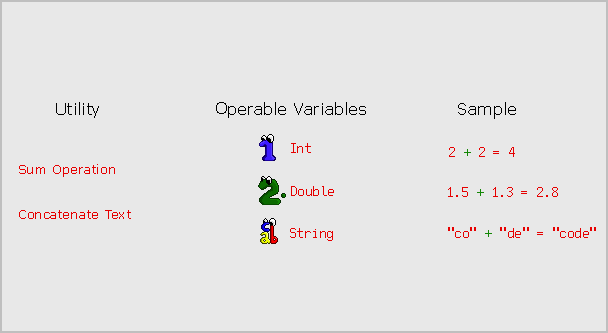 Utility
Operable Variables
Sample
Int
2 + 2 = 4
Sum Operation
Double
1.5 + 1.3 = 2.8
Concatenate Text
String
"co" + "de" = "code"